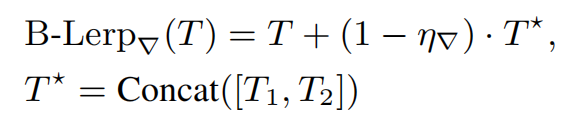 B-Lerp▽(T) = T + (1 − η▽) · T⋆,
T⋆ = Concat([T₁, T₂])